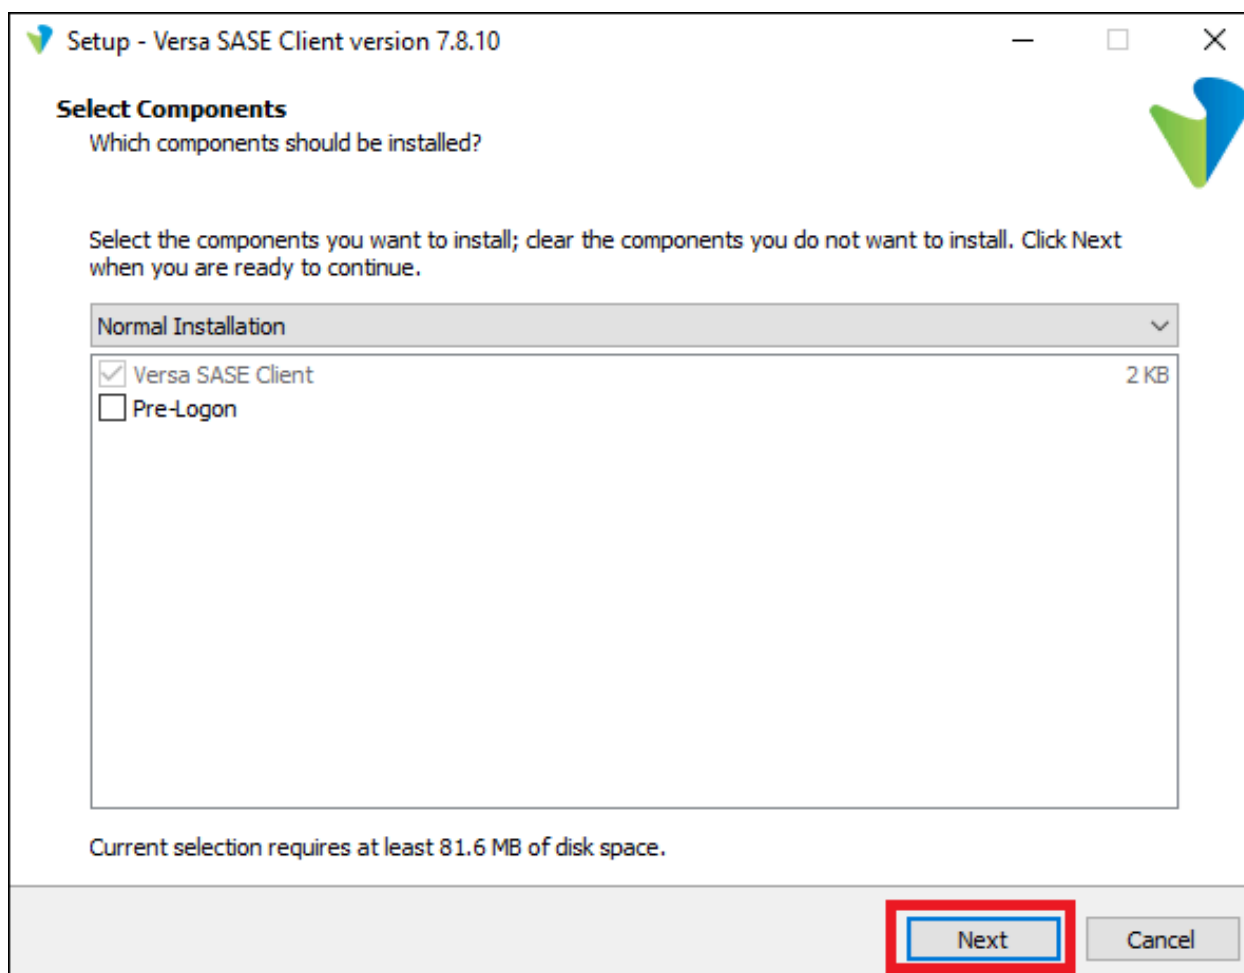 Setup - Versa SASE Client version 7.8.10
Select Components
Which components should be installed?
Select the components you want to install; clear the components you do not want to install. Click Next
when you are ready to continue.
Normal Installation
Versa SASE Client 2 KB
Pre-Logon
Current selection requires at least 81.6 MB of disk space.
Next Cancel